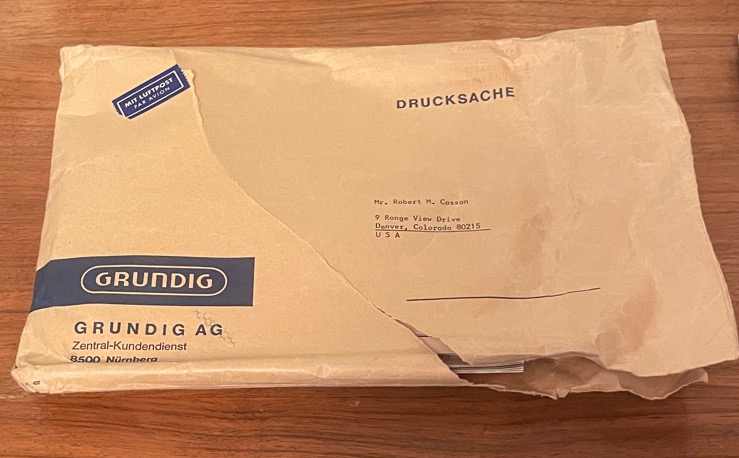 MIT LUFTPOST
PAR AVION
DRUCKSACHE
Mr. Robert M. Casson
9 Range View Drive
Denver, Colorado 80215
U S A
GRUNDIG
GRUNDIG AG
Zentral-Kundendienst
8500 Nürnberg